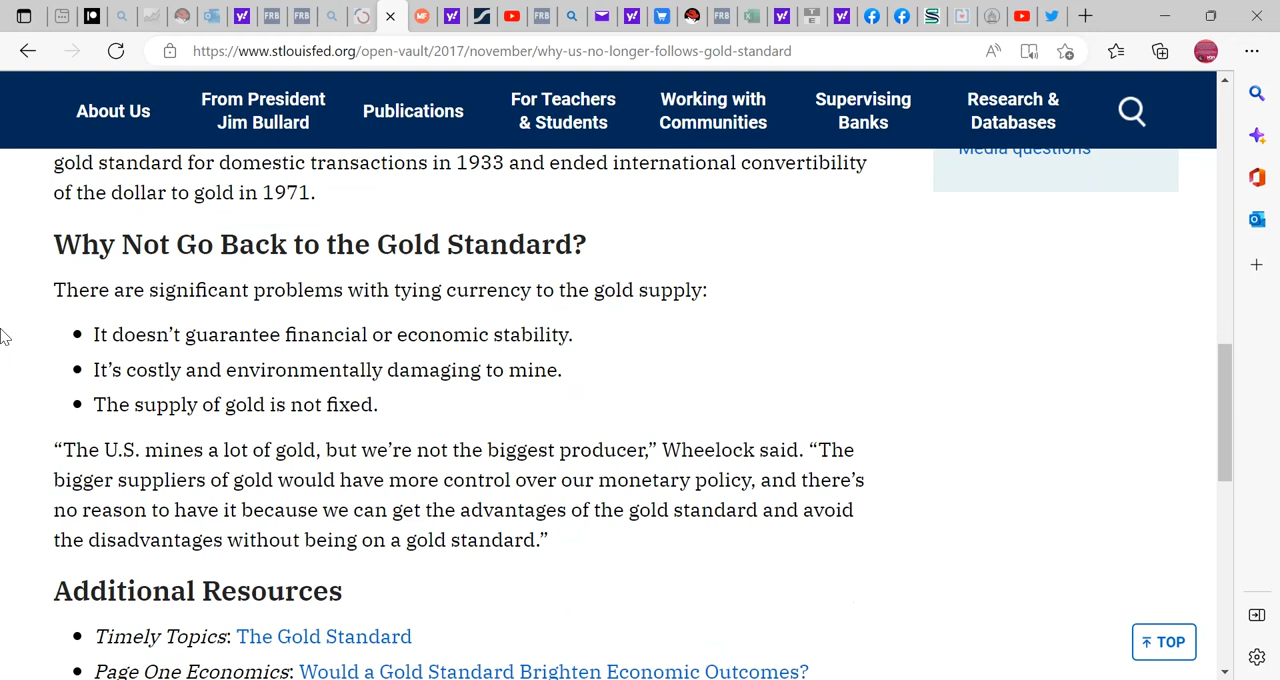 https://www.stlouisfed.org/open-vault/2017/november/why-us-no-longer-follows-gold-standard
About Us
From President
Jim Bullard
Publications
For Teachers
& Students
Working with
Communities
Supervising
Banks
Research &
Databases
Media questions
gold standard for domestic transactions in 1933 and ended international convertibility
of the dollar to gold in 1971.
Why Not Go Back to the Gold Standard?
There are significant problems with tying currency to the gold supply:
• It doesn’t guarantee financial or economic stability.
• It’s costly and environmentally damaging to mine.
• The supply of gold is not fixed.
“The U.S. mines a lot of gold, but we’re not the biggest producer,” Wheelock said. “The
bigger suppliers of gold would have more control over our monetary policy, and there’s
no reason to have it because we can get the advantages of the gold standard and avoid
the disadvantages without being on a gold standard.”
Additional Resources
• Timely Topics: The Gold Standard
• Page One Economics: Would a Gold Standard Brighten Economic Outcomes?
TOP